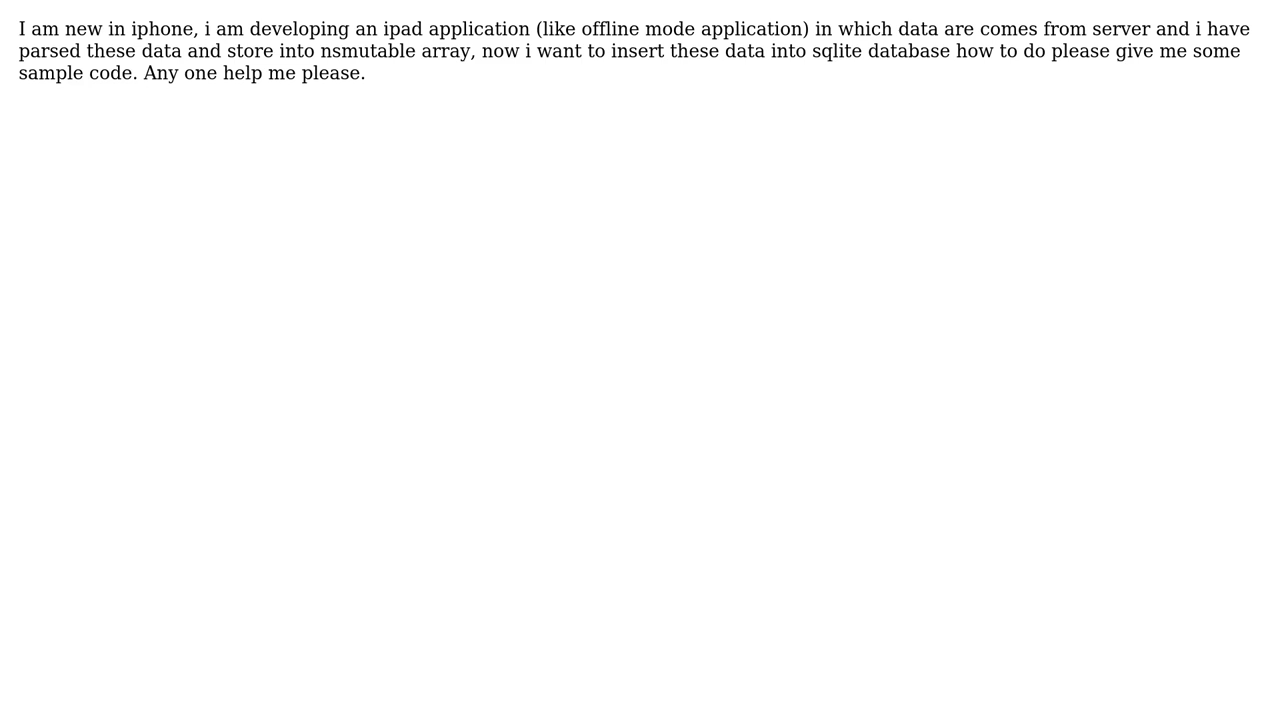 I am new in iphone, i am developing an ipad application (like offline mode application) in which data are comes from server and i have
parsed these data and store into nsmutable array, now i want to insert these data into sqlite database how to do please give me some
sample code. Any one help me please.